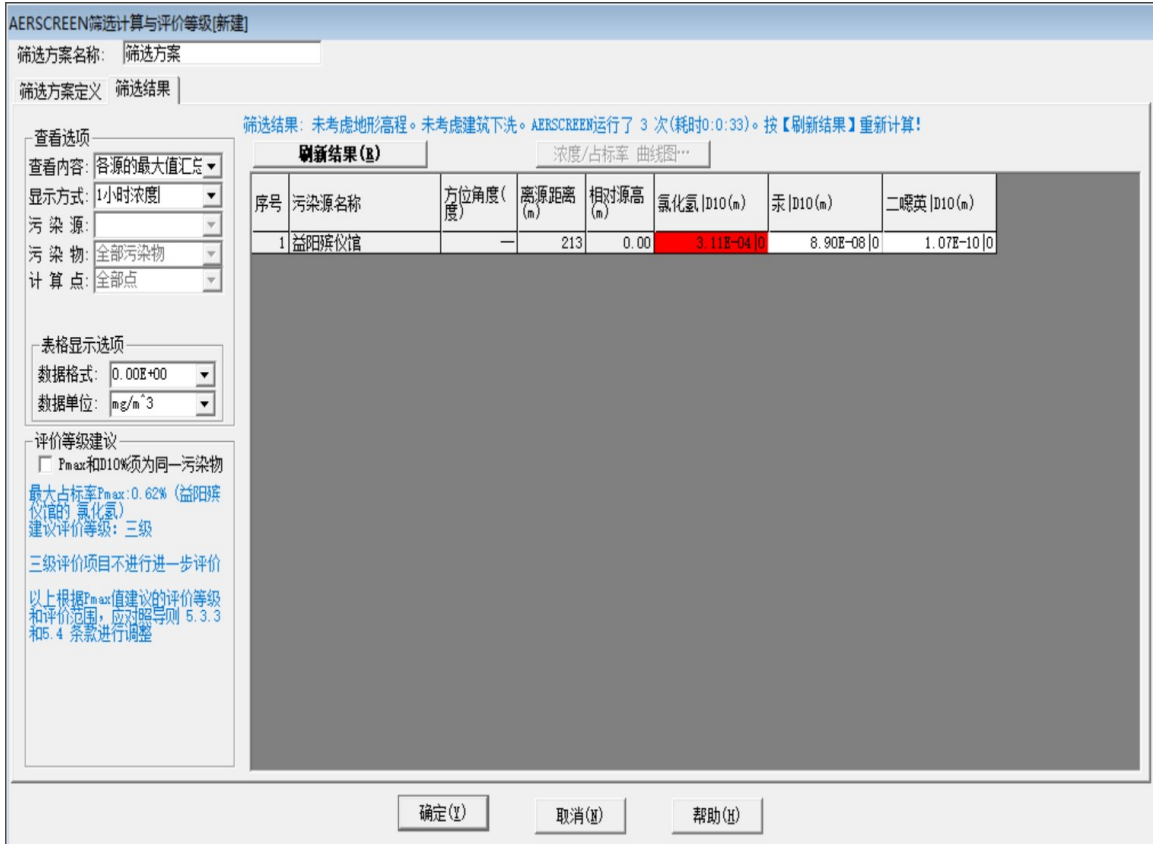 AERSCREEN筛选计算与评价等级[新建]
筛选方案名称: 筛选方案
筛选方案定义 筛选结果
查看选项
查看内容: 各源的最大值汇总
显示方式: 1小时浓度
污 染 源:
污 染 物: 全部污染物
计 算 点: 全部点
表格显示选项
数据格式: 0.00E+00
数据单位: mg/m^3
评价等级建议
Pmax和D10%须为同一污染物
最大占标率Pmax:0.62% (益阳殡
仪馆的 氯化氢)
建议评价等级: 三级
三级评价项目不进行进一步评价
以上根据Pmax值建议的评价等级
和评价范围,应对照导则 5.3.3
和5.4 条款进行调整
筛选结果: 未考虑地形高程。未考虑建筑下洗。AERSCREEN运行了 3 次(耗时0:0:33)。按【刷新结果】重新计算!
刷新结果(R) 浓度/占标率 曲线图…
序号 污染源名称 方位角度(度) 离源距离(m) 相对源高(m) 氯化氢|D10(m) 汞|D10(m) 二噁英|D10(m)
1 益阳殡仪馆 — 213 0.00 3.11E-04|0 8.90E-08|0 1.07E-10|0
确定(Y) 取消(N) 帮助(H)